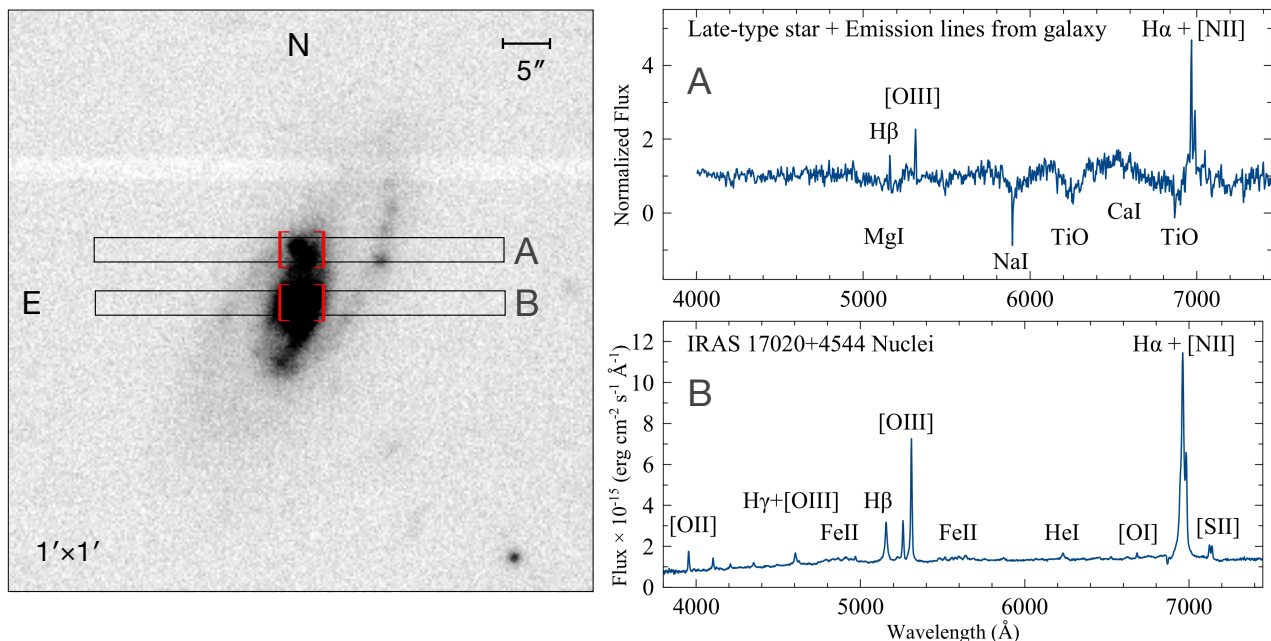 N
5″
E
A
B
1′×1′
Late-type star + Emission lines from galaxy
Hα + [NII]
A
[OIII]
Hβ
MgI
NaI
TiO
CaI
TiO
Normalized Flux
4
2
0
4000
5000
6000
7000
IRAS 17020+4544 Nuclei
Hα + [NII]
B
[OIII]
Hγ+[OIII]
Hβ
[OII]
FeII
FeII
HeI
[OI]
[SII]
Flux × 10⁻¹⁵ (erg cm⁻² s⁻¹ Å⁻¹)
12
10
8
6
4
2
0
4000
5000
6000
7000
Wavelength (Å)